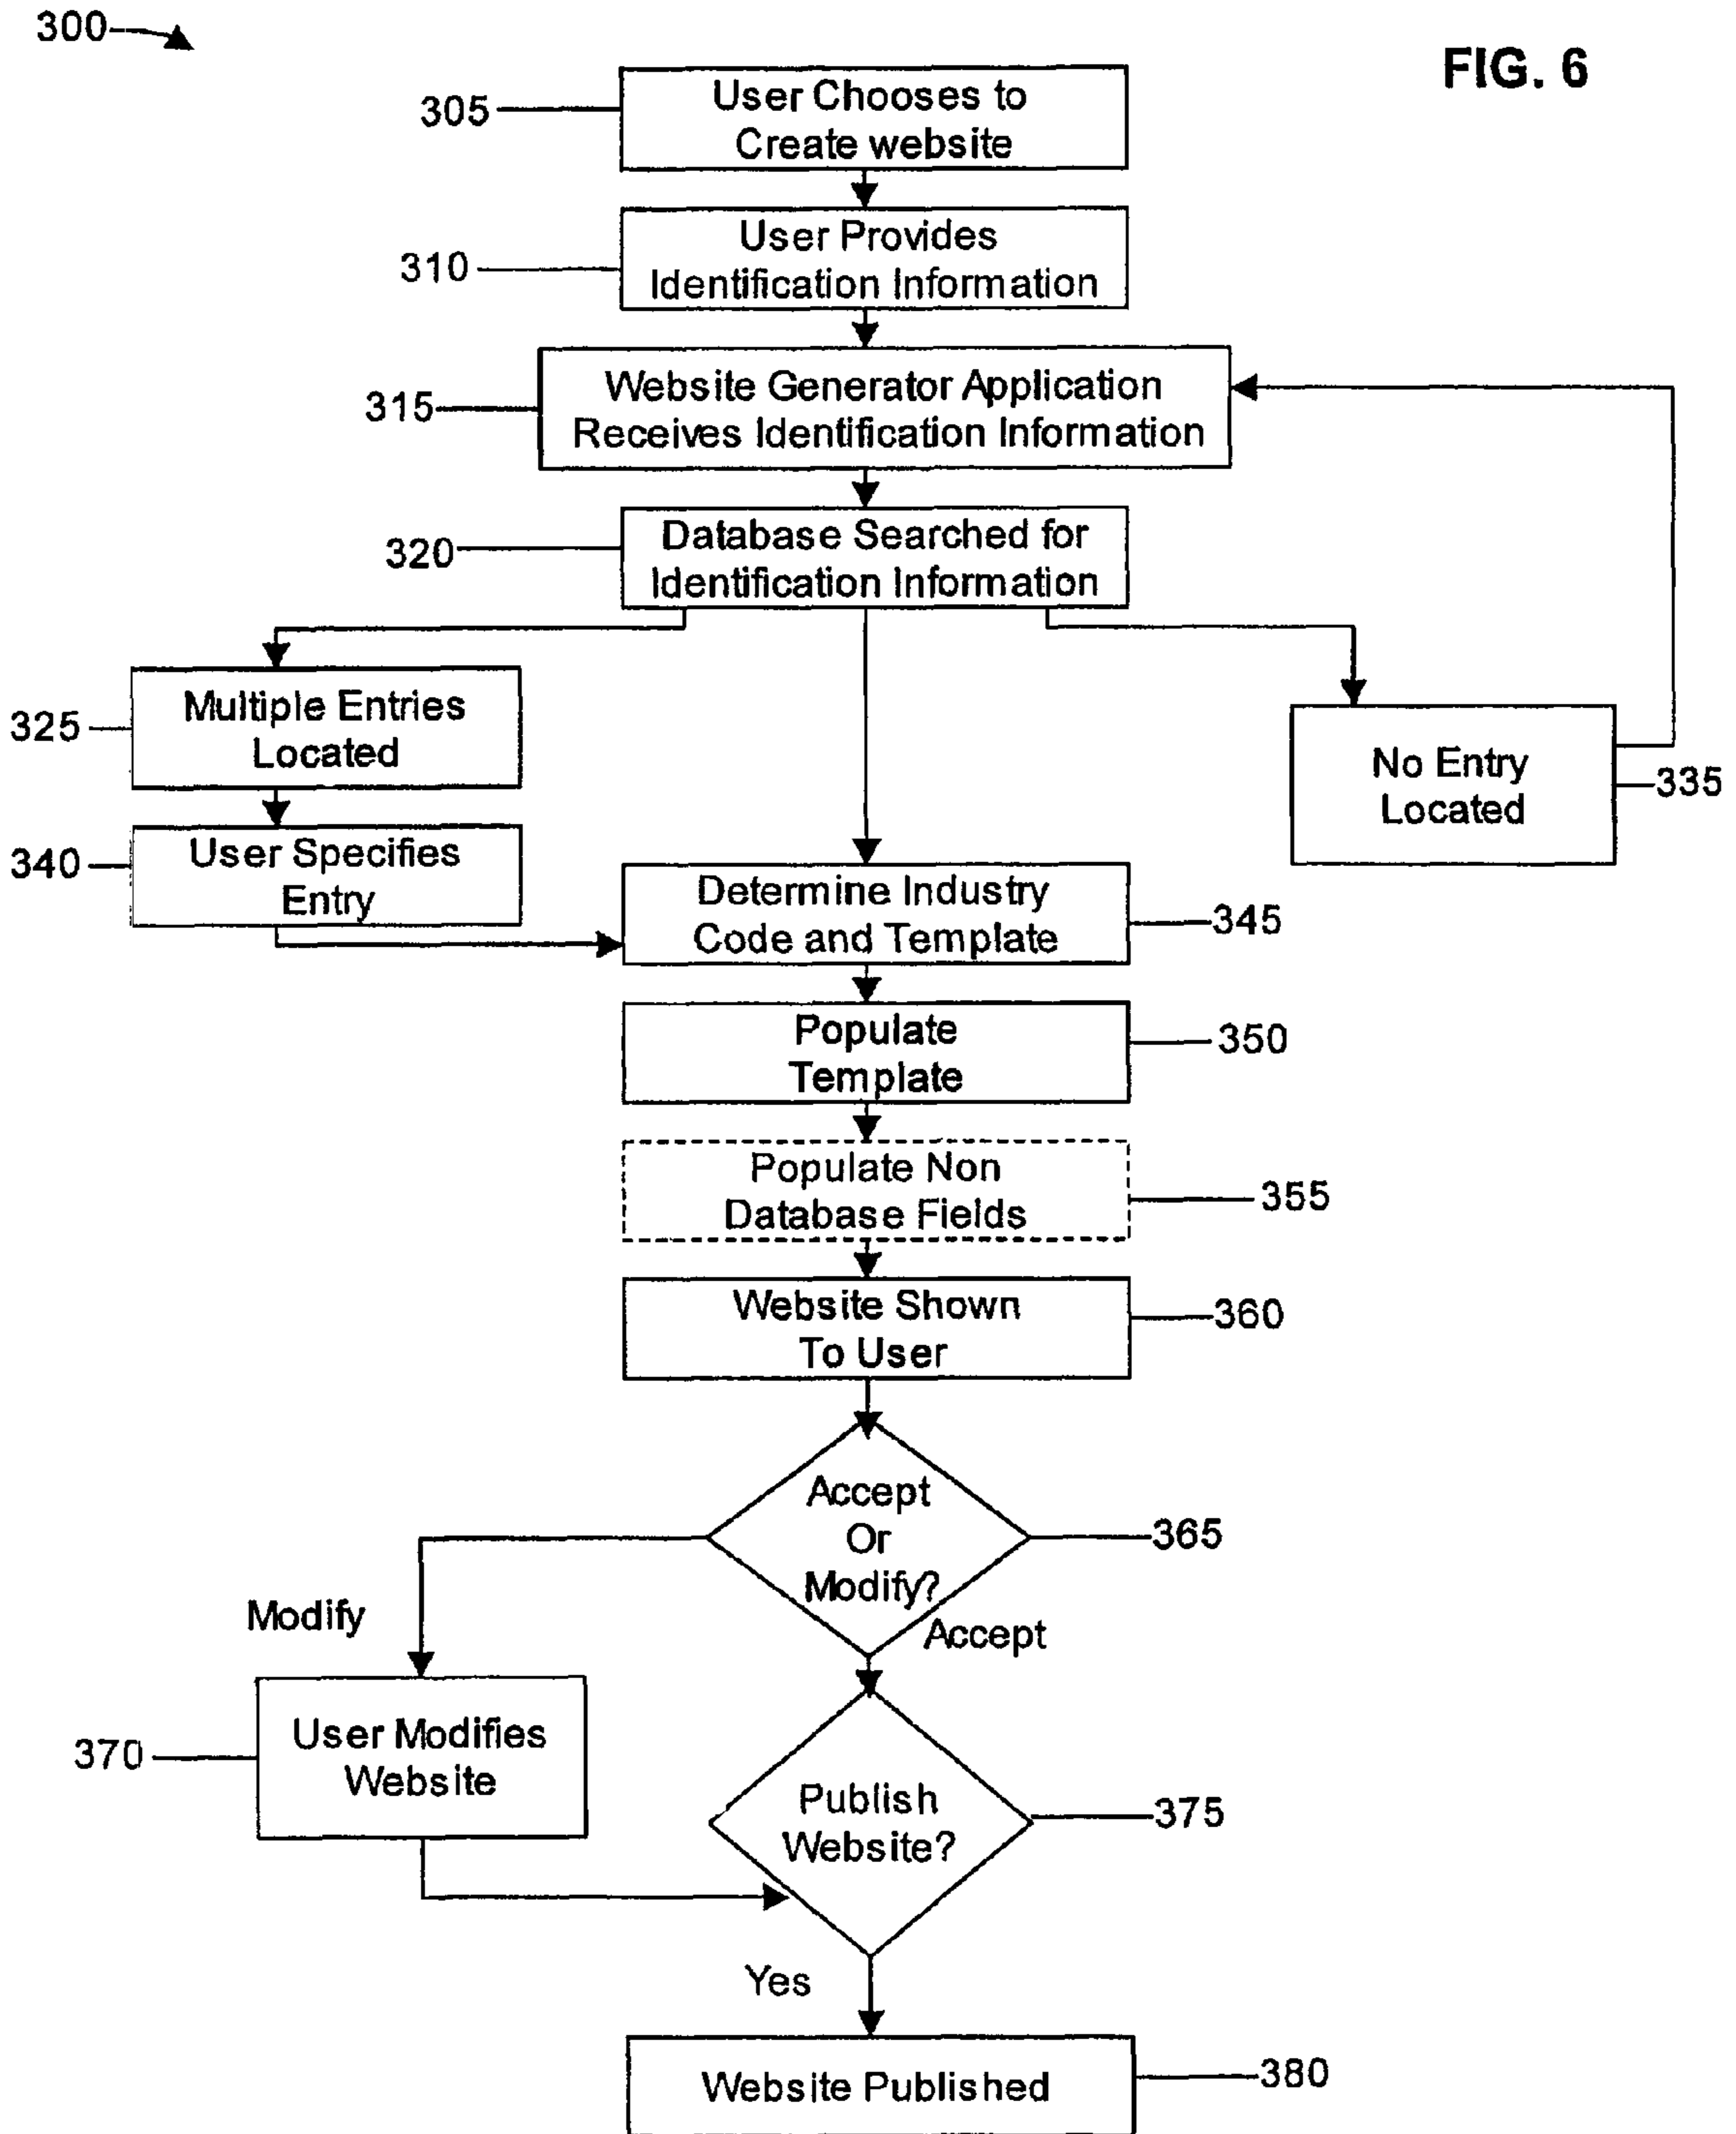 300
FIG. 6
305
User Chooses to
Create website
310
User Provides
Identification Information
315
Website Generator Application
Receives Identification Information
320
Database Searched for
Identification Information
325
Multiple Entries
Located
No Entry
Located
335
340
User Specifies
Entry
Determine Industry
Code and Template
345
Populate
Template
350
Populate Non
Database Fields
355
Website Shown
To User
360
Accept
Or
Modify?
365
Modify
Accept
370
User Modifies
Website
Publish
Website?
375
Yes
Website Published
380